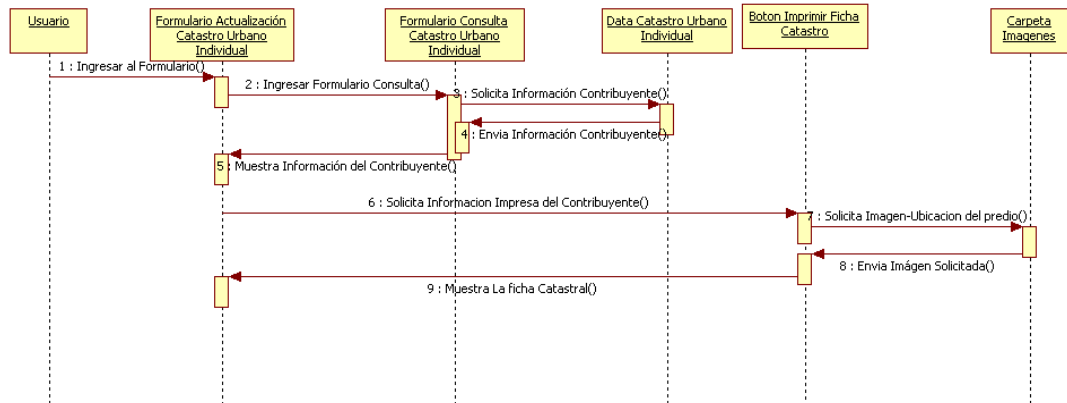 Usuario
Formulario Actualización
Catastro Urbano
Individual
Formulario Consulta
Catastro Urbano
Individual
Data Catastro Urbano
Individual
Boton Imprimir Ficha
Catastro
Carpeta
Imagenes
1 : Ingresar al Formulario()
2 : Ingresar Formulario Consulta()
3 : Solicita Información Contribuyente()
4 : Envia Información Contribuyente()
5 : Muestra Información del Contribuyente()
6 : Solicita Informacion Impresa del Contribuyente()
7 : Solicita Imagen-Ubicacion del predio()
8 : Envia Imágen Solicitada()
9 : Muestra La ficha Catastral()